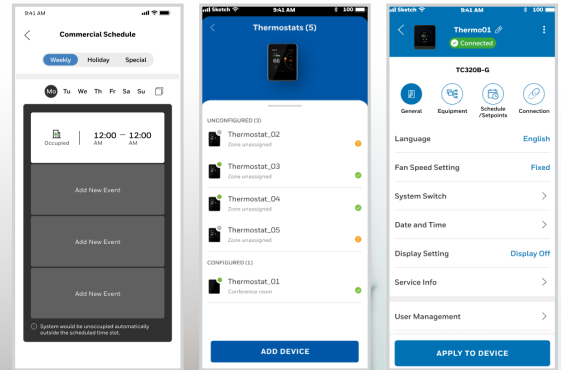 9:41 AM
Commercial Schedule
Weekly Holiday Special
Mo Tu We Th Fr Sa Su
Occupied
12:00 – 12:00
AM AM
Add New Event
Add New Event
Add New Event
System would be unoccupied automatically
outside the scheduled time slot.
Sketch 9:41 AM 100
Thermostats (5)
66
UNCONFIGURED (3)
Thermostat_02
Zone unassigned
Thermostat_03
Zone unassigned
Thermostat_04
Zone unassigned
Thermostat_05
Zone unassigned
CONFIGURED (1)
Thermostat_01
Conference room
ADD DEVICE
Sketch 9:41 AM 100
Thermo01
Connected
TC320B-G
General Equipment Schedule
/Setpoints Connection
Language English
Fan Speed Setting Fixed
System Switch
Date and Time
Display Setting Display Off
Service Info
User Management
APPLY TO DEVICE